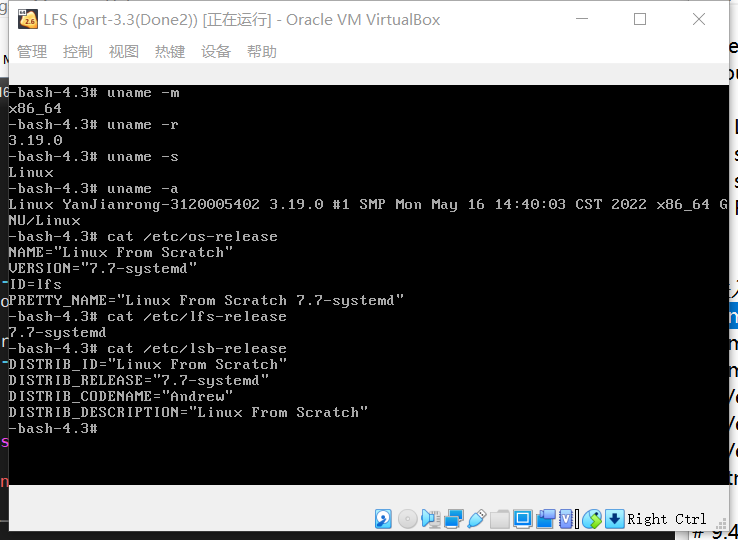 LFS (part-3.3(Done2)) [正在运行] - Oracle VM VirtualBox
管理 控制 视图 热键 设备 帮助
-bash-4.3# uname -m
x86_64
-bash-4.3# uname -r
3.19.0
-bash-4.3# uname -s
Linux
-bash-4.3# uname -a
Linux YanJianrong-3120005402 3.19.0 #1 SMP Mon May 16 14:40:03 CST 2022 x86_64 G
NU/Linux
-bash-4.3# cat /etc/os-release
NAME="Linux From Scratch"
VERSION="7.7-systemd"
ID=lfs
PRETTY_NAME="Linux From Scratch 7.7-systemd"
-bash-4.3# cat /etc/lfs-release
7.7-systemd
-bash-4.3# cat /etc/lsb-release
DISTRIB_ID="Linux From Scratch"
DISTRIB_RELEASE="7.7-systemd"
DISTRIB_CODENAME="Andrew"
DISTRIB_DESCRIPTION="Linux From Scratch"
-bash-4.3#
Right Ctrl
# 9.4